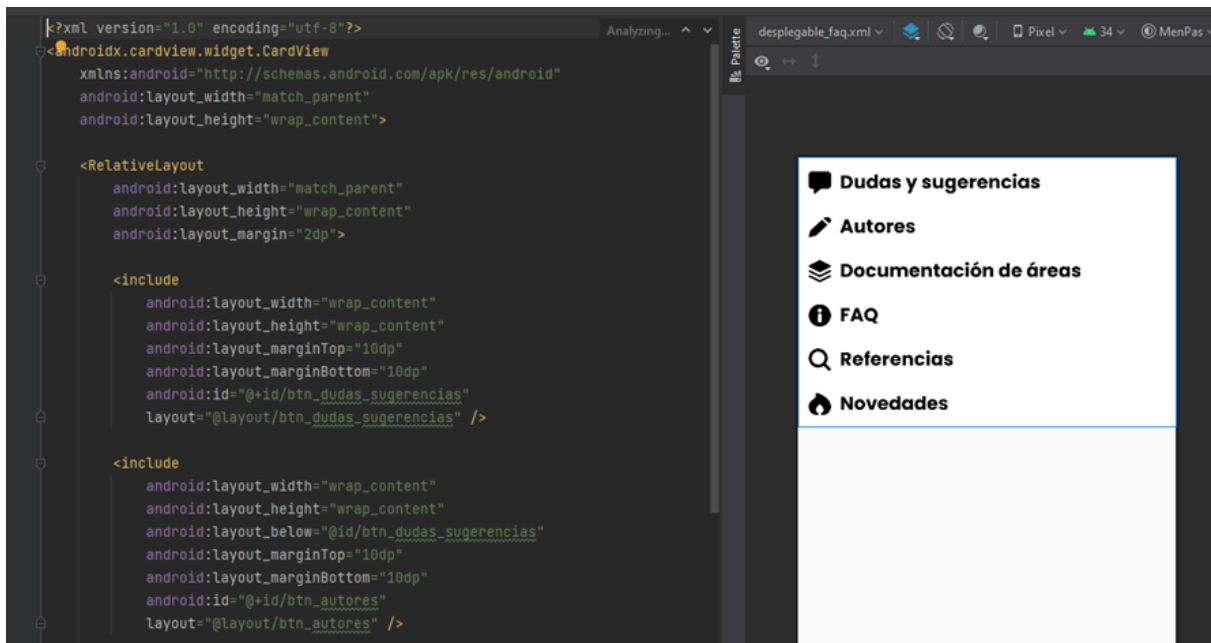 <?xml version="1.0" encoding="utf-8"?>
Analyzing...
<androidx.cardview.widget.CardView
xmlns:android="http://schemas.android.com/apk/res/android"
android:layout_width="match_parent"
android:layout_height="wrap_content">
<RelativeLayout
android:layout_width="match_parent"
android:layout_height="wrap_content"
android:layout_margin="2dp">
<include
android:layout_width="wrap_content"
android:layout_height="wrap_content"
android:layout_marginTop="10dp"
android:layout_marginBottom="10dp"
android:id="@+id/btn_dudas_sugerencias"
layout="@layout/btn_dudas_sugerencias" />
<include
android:layout_width="wrap_content"
android:layout_height="wrap_content"
android:layout_below="@id/btn_dudas_sugerencias"
android:layout_marginTop="10dp"
android:layout_marginBottom="10dp"
android:id="@+id/btn_autores"
layout="@layout/btn_autores" />
Palette
desplegable_faq.xml
Pixel
34
MenPas
Dudas y sugerencias
Autores
Documentación de áreas
FAQ
Referencias
Novedades